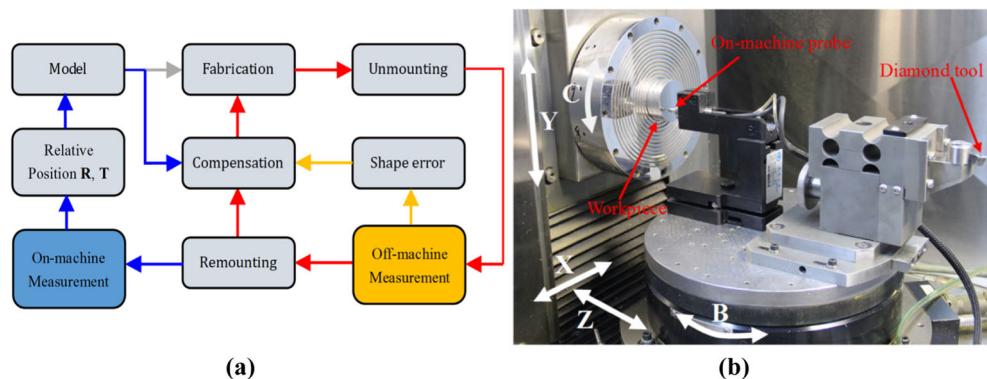 Model
Fabrication
Unmounting
Relative
Position R, T
Compensation
Shape error
On-machine
Measurement
Remounting
Off-machine
Measurement
(a)
On-machine probe
Diamond tool
C
Y
Workpiece
X
Z
B
(b)